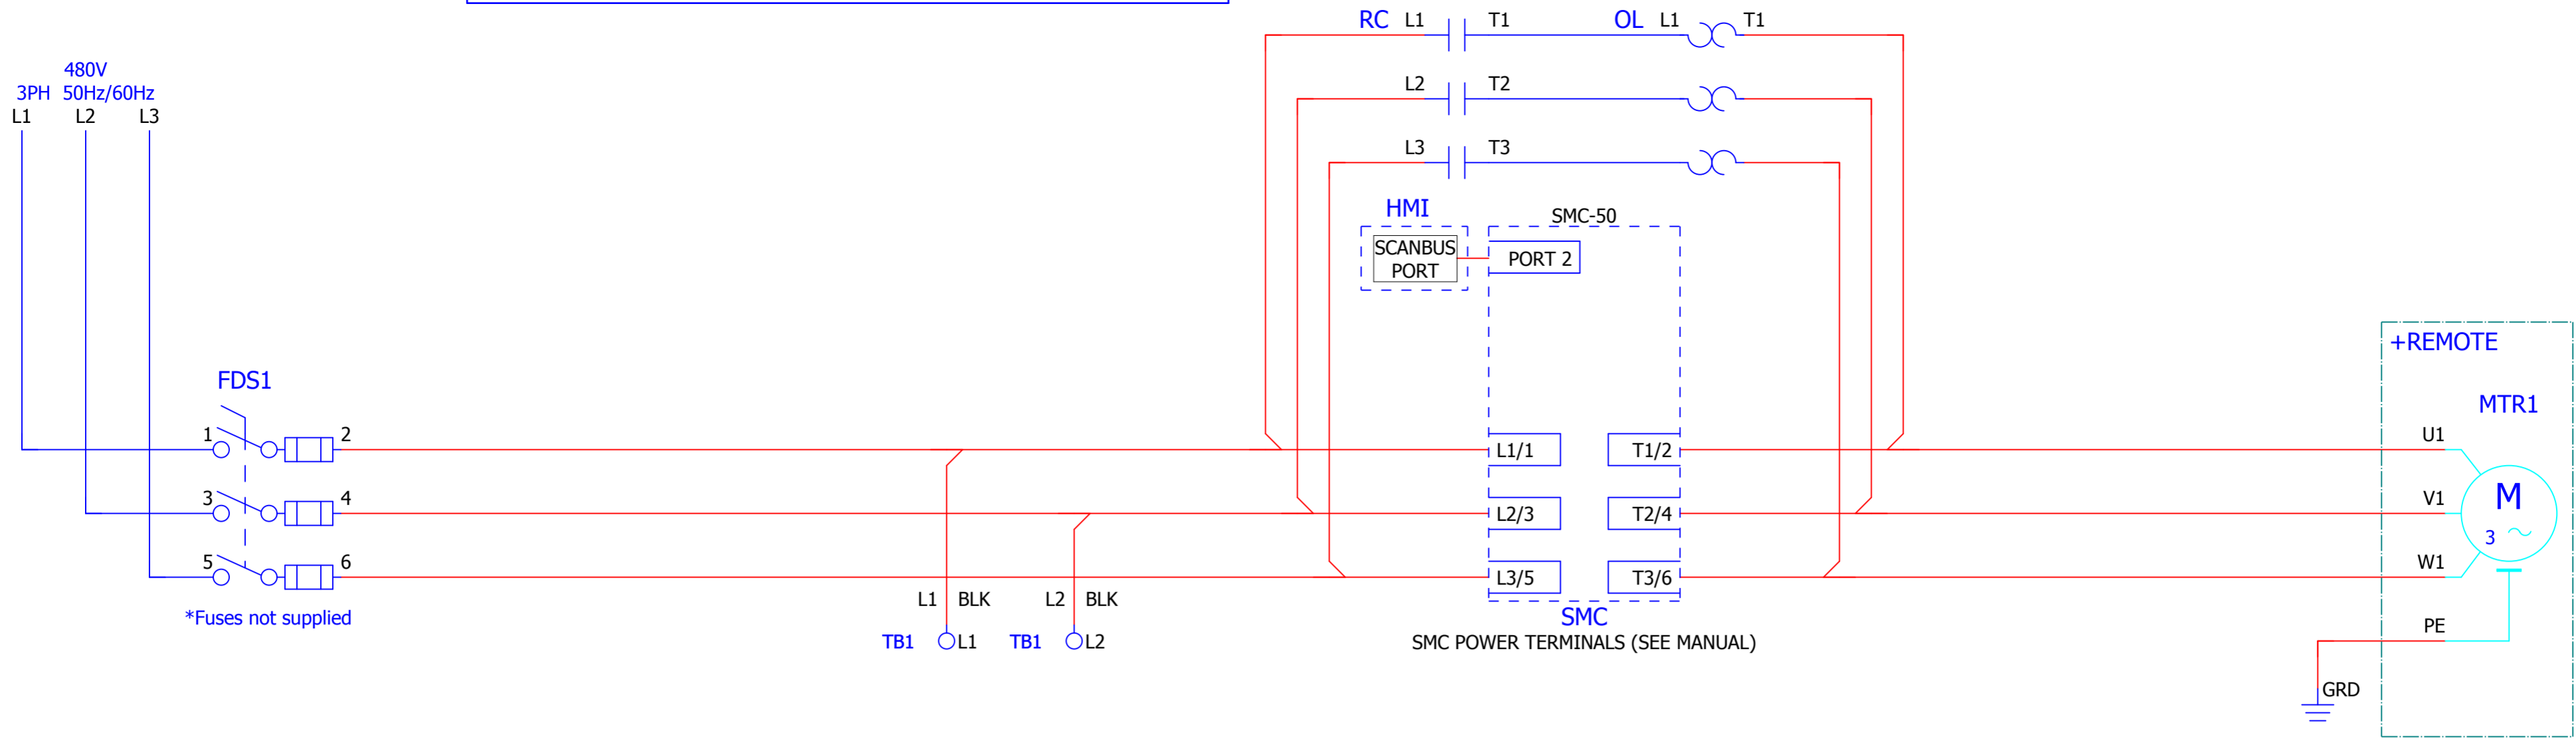 RC L1 T1 OL L1 T1
480V
3PH 50Hz/60Hz
L1 L2 L3
L2 T2
L3 T3
HMI
SCANBUS
PORT
SMC-50
PORT 2
+REMOTE
MTR1
FDS1
1 2
3 4
5 6
*Fuses not supplied
L1/1 T1/2
L2/3 T2/4
L3/5 T3/6
U1
V1
W1
PE
M
3
L1 BLK L2 BLK
TB1 L1 TB1 L2
SMC
SMC POWER TERMINALS (SEE MANUAL)
GRD